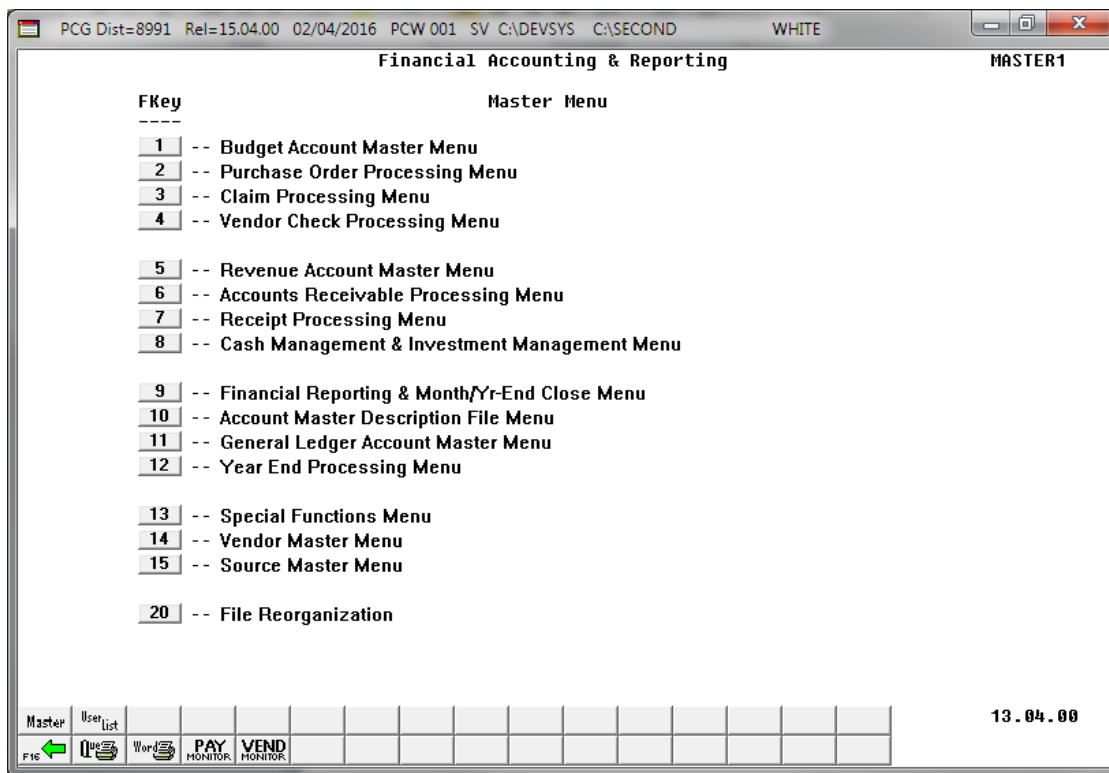 PCG Dist=8991 Rel=15.04.00 02/04/2016 PCW 001 SV C:\DEVSYS C:\SECOND WHITE
Financial Accounting & Reporting MASTER1
FKey Master Menu
----
1 -- Budget Account Master Menu
2 -- Purchase Order Processing Menu
3 -- Claim Processing Menu
4 -- Vendor Check Processing Menu
5 -- Revenue Account Master Menu
6 -- Accounts Receivable Processing Menu
7 -- Receipt Processing Menu
8 -- Cash Management & Investment Management Menu
9 -- Financial Reporting & Month/Yr-End Close Menu
10 -- Account Master Description File Menu
11 -- General Ledger Account Master Menu
12 -- Year End Processing Menu
13 -- Special Functions Menu
14 -- Vendor Master Menu
15 -- Source Master Menu
20 -- File Reorganization
Master User List 13.04.00
F16 Que Word PAY MONITOR VEND MONITOR